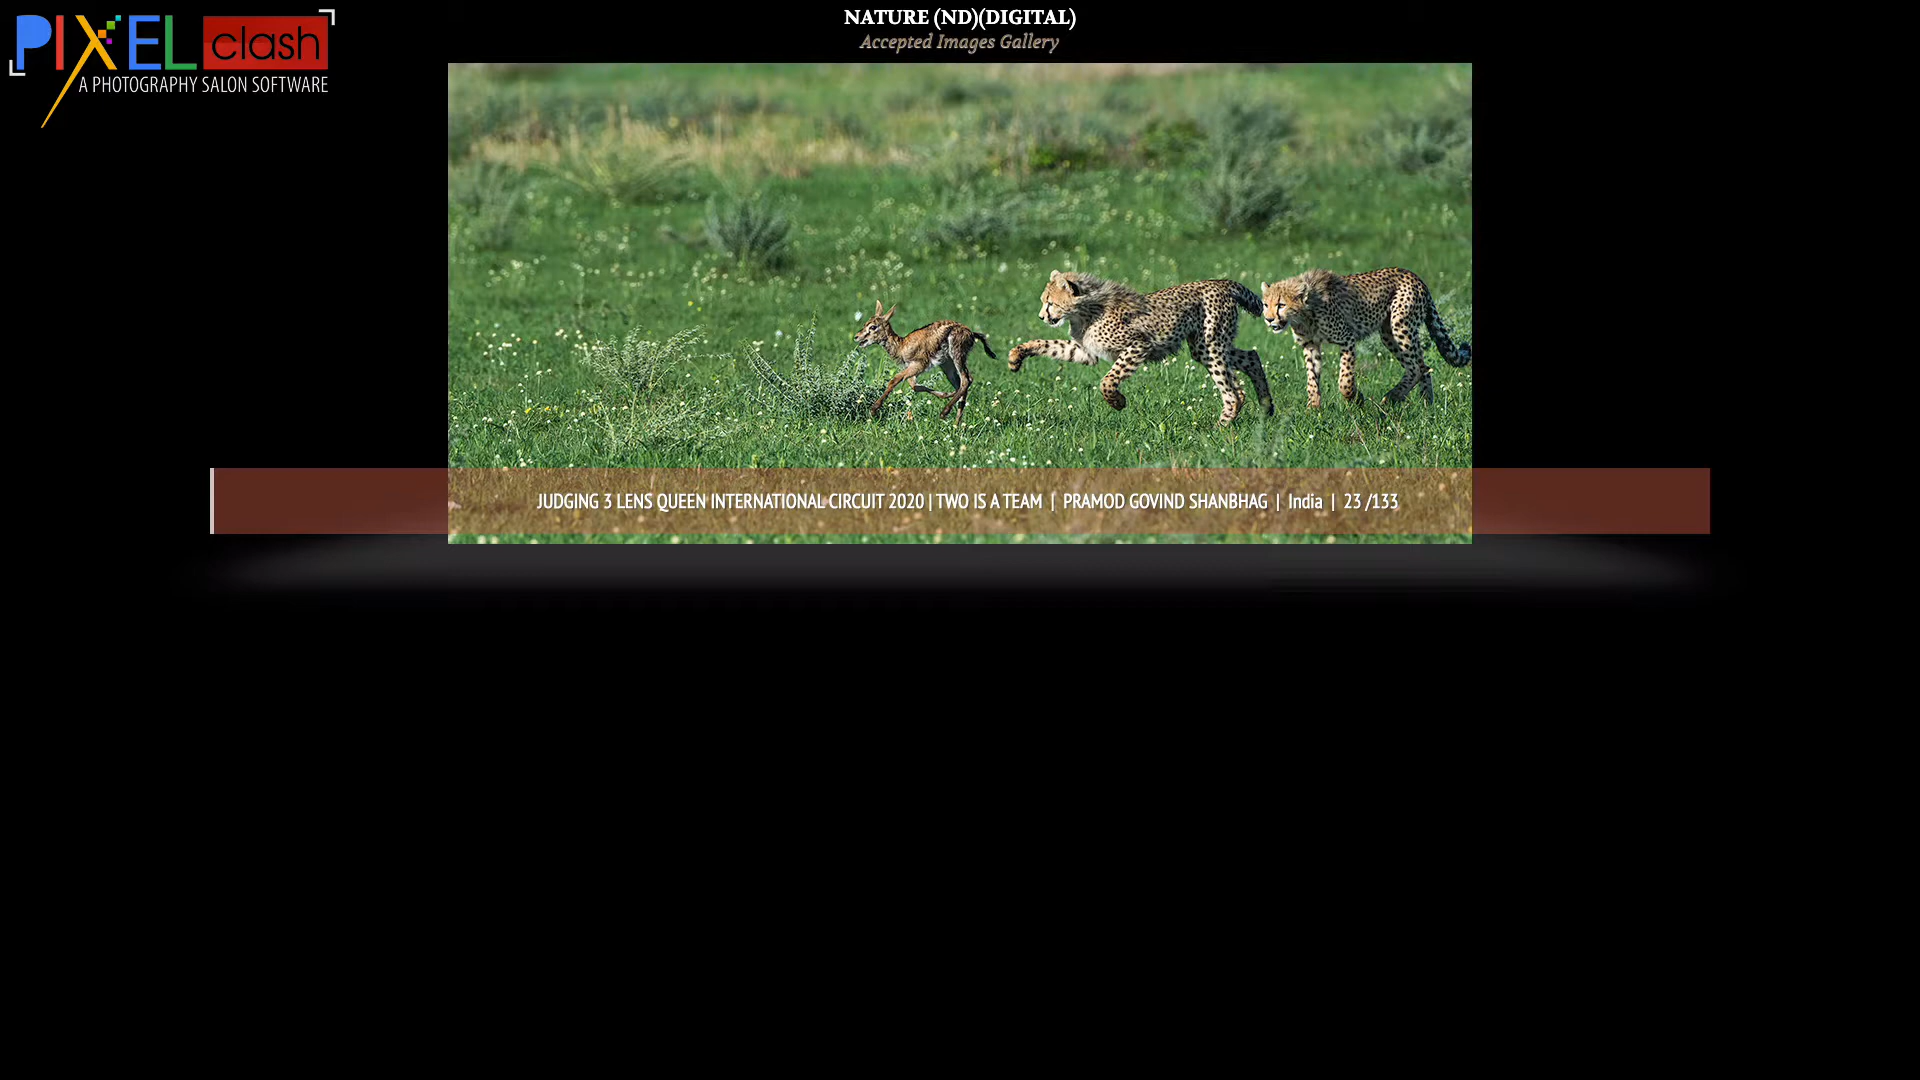 PIXEL clash
A PHOTOGRAPHY SALON SOFTWARE
NATURE (ND)(DIGITAL)
Accepted Images Gallery
JUDGING 3 LENS QUEEN INTERNATIONAL CIRCUIT 2020 | TWO IS A TEAM | PRAMOD GOVIND SHANBHAG | India | 23 /133